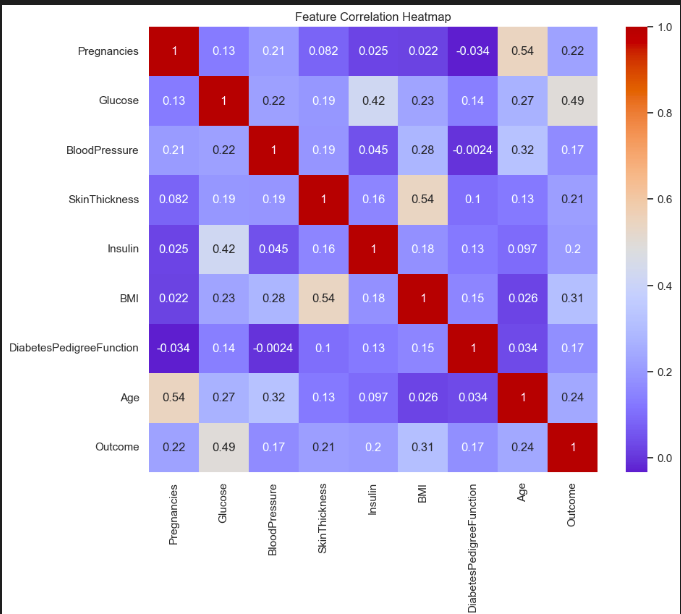 Feature Correlation Heatmap
Pregnancies 1 0.13 0.21 0.082 0.025 0.022 -0.034 0.54 0.22
Glucose 0.13 1 0.22 0.19 0.42 0.23 0.14 0.27 0.49
BloodPressure 0.21 0.22 1 0.19 0.045 0.28 -0.0024 0.32 0.17
SkinThickness 0.082 0.19 0.19 1 0.16 0.54 0.1 0.13 0.21
Insulin 0.025 0.42 0.045 0.16 1 0.18 0.13 0.097 0.2
BMI 0.022 0.23 0.28 0.54 0.18 1 0.15 0.026 0.31
DiabetesPedigreeFunction -0.034 0.14 -0.0024 0.1 0.13 0.15 1 0.034 0.17
Age 0.54 0.27 0.32 0.13 0.097 0.026 0.034 1 0.24
Outcome 0.22 0.49 0.17 0.21 0.2 0.31 0.17 0.24 1
Pregnancies
Glucose
BloodPressure
SkinThickness
Insulin
BMI
DiabetesPedigreeFunction
Age
Outcome
1.0
0.8
0.6
0.4
0.2
0.0